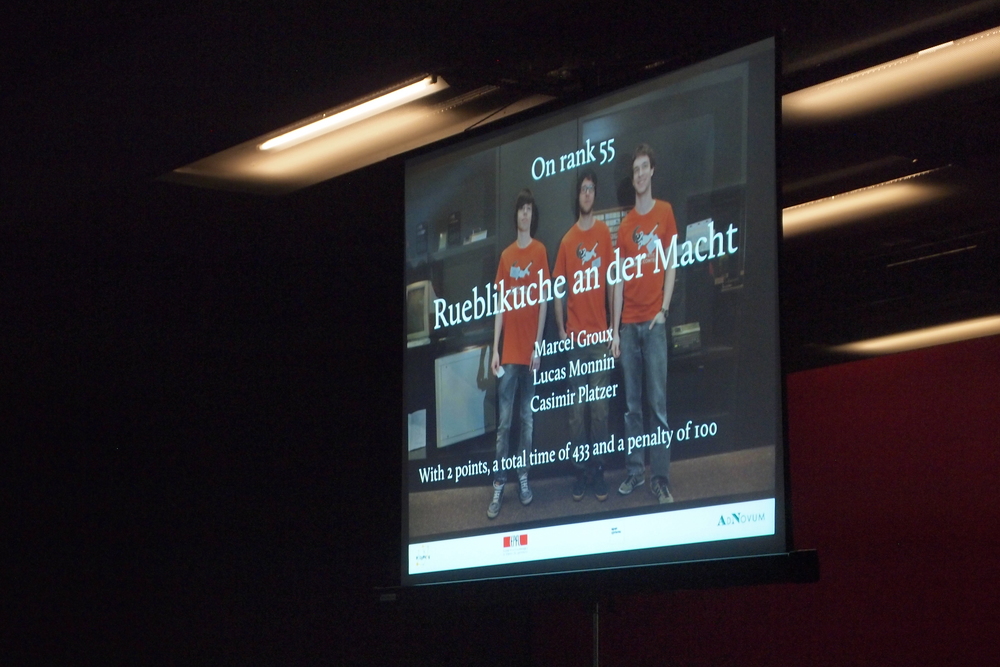 On rank 55
Rueblikuche an der Macht
Marcel Groux
Lucas Monnin
Casimir Platzer
With 2 points, a total time of 433 and a penalty of 100
ADNOVUM